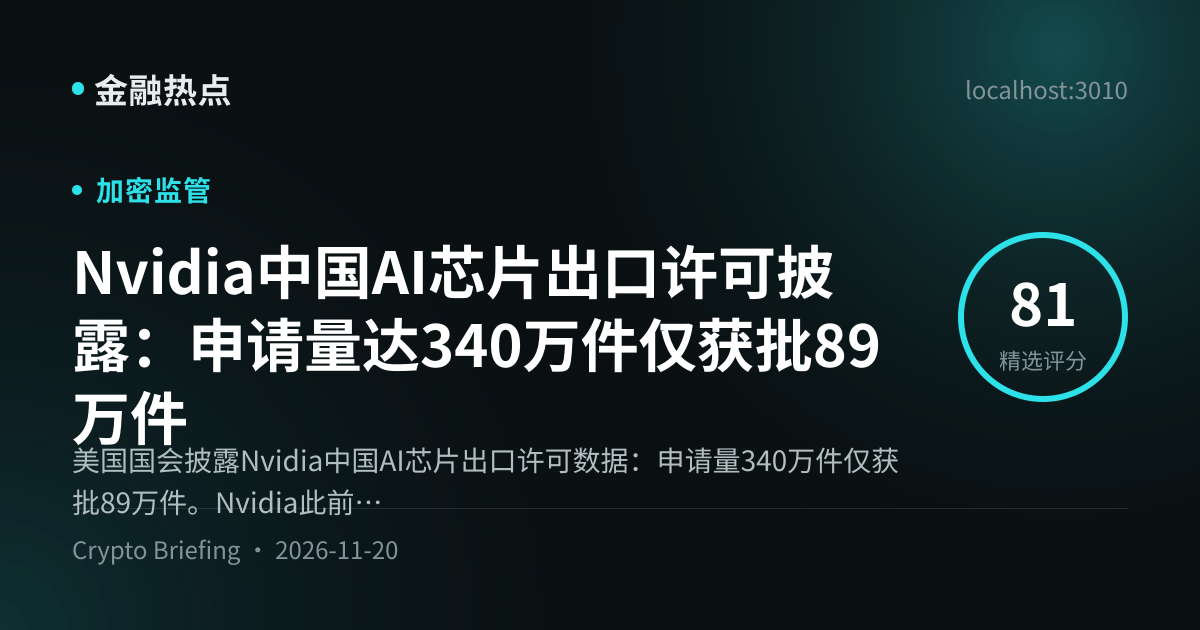 金融热点
localhost:3010
加密监管
Nvidia中国AI芯片出口许可披
露：申请量达340万件仅获批89
万件
81
精选评分
美国国会披露Nvidia中国AI芯片出口许可数据：申请量340万件仅获
批89万件。Nvidia此前…
Crypto Briefing · 2026-11-20